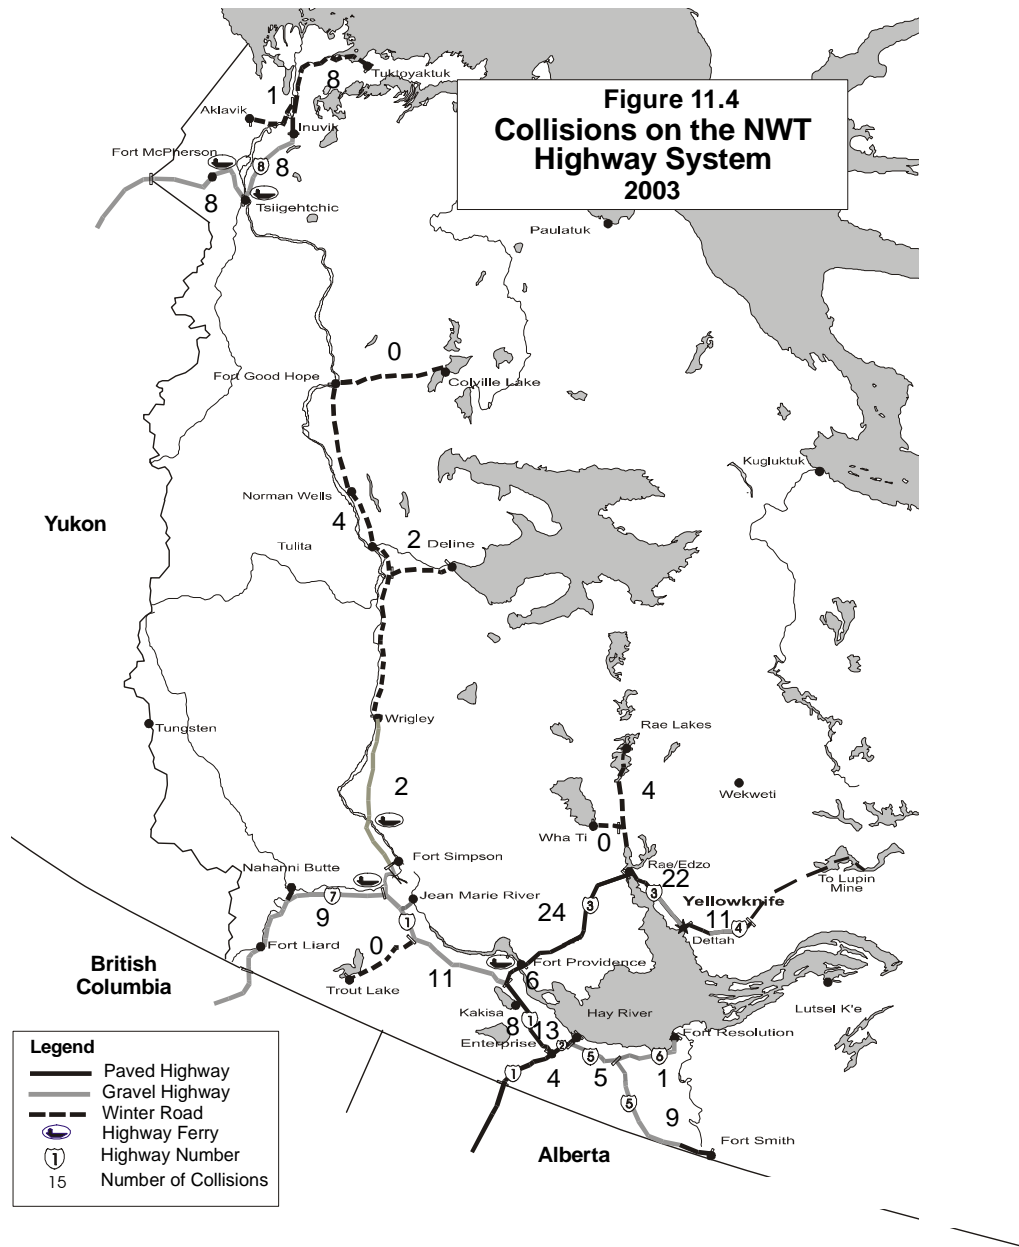 Figure 11.4
Collisions on the NWT
Highway System
2003
Tuktoyaktuk
8
1
Aklavik
Inuvik
Fort McPherson
8
8
8
Tsiigehtchic
Paulatuk
0
Fort Good Hope
Colville Lake
Kugluktuk
Norman Wells
Yukon
4
Tulita
2
Deline
Wrigley
Tungsten
Rae Lakes
2
4
Wekweti
Wha Ti
0
Fort Simpson
Rae/Edzo
Nahanni Butte
22
To Lupin
Mine
7
Jean Marie River
3
Yellowknife
9
24
3
11
4
1
Dettah
Fort Liard
0
British
Columbia
11
Fort Providence
6
Trout Lake
Lutsel K'e
Kakisa
8
1
13
Hay River
Fort Resolution
Enterprise
2
5
6
1
4
5
1
5
9
Fort Smith
Alberta
Legend
Paved Highway
Gravel Highway
Winter Road
Highway Ferry
1
Highway Number
15
Number of Collisions